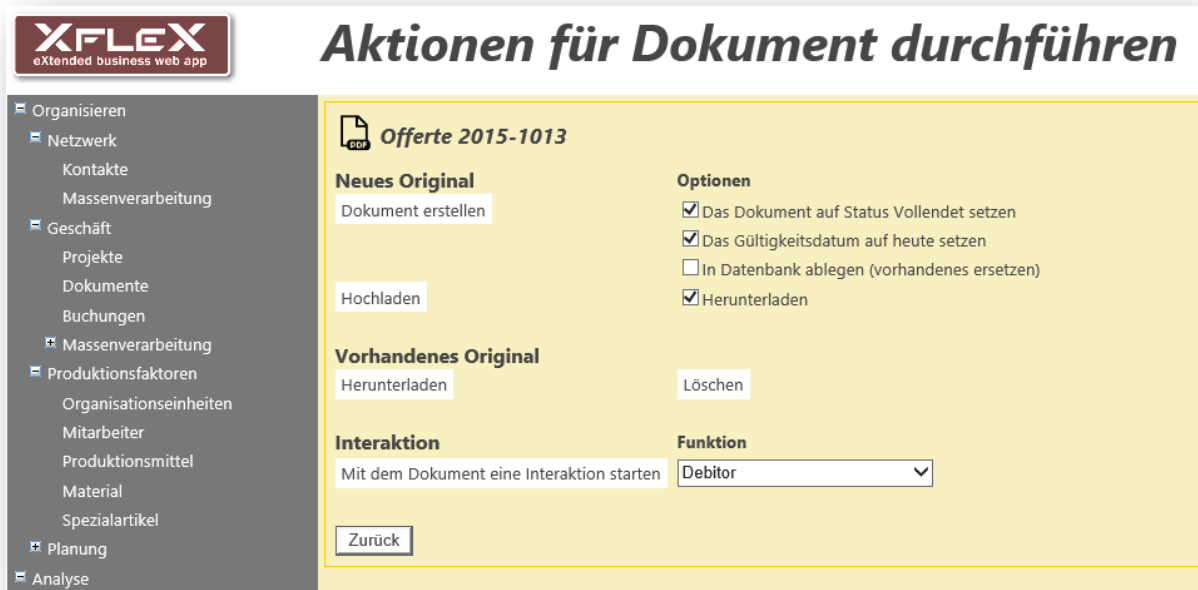 XFLEX
eXtended business web app
Aktionen für Dokument durchführen
Organisieren
Netzwerk
Kontakte
Massenverarbeitung
Geschäft
Projekte
Dokumente
Buchungen
Massenverarbeitung
Produktionsfaktoren
Organisationseinheiten
Mitarbeiter
Produktionsmittel
Material
Spezialartikel
Planung
Analyse
PDF
Offerte 2015-1013
Neues Original
Optionen
Dokument erstellen
Das Dokument auf Status Vollendet setzen
Das Gültigkeitsdatum auf heute setzen
In Datenbank ablegen (vorhandenes ersetzen)
Hochladen
Herunterladen
Vorhandenes Original
Herunterladen
Löschen
Interaktion
Funktion
Mit dem Dokument eine Interaktion starten
Debitor
Zurück